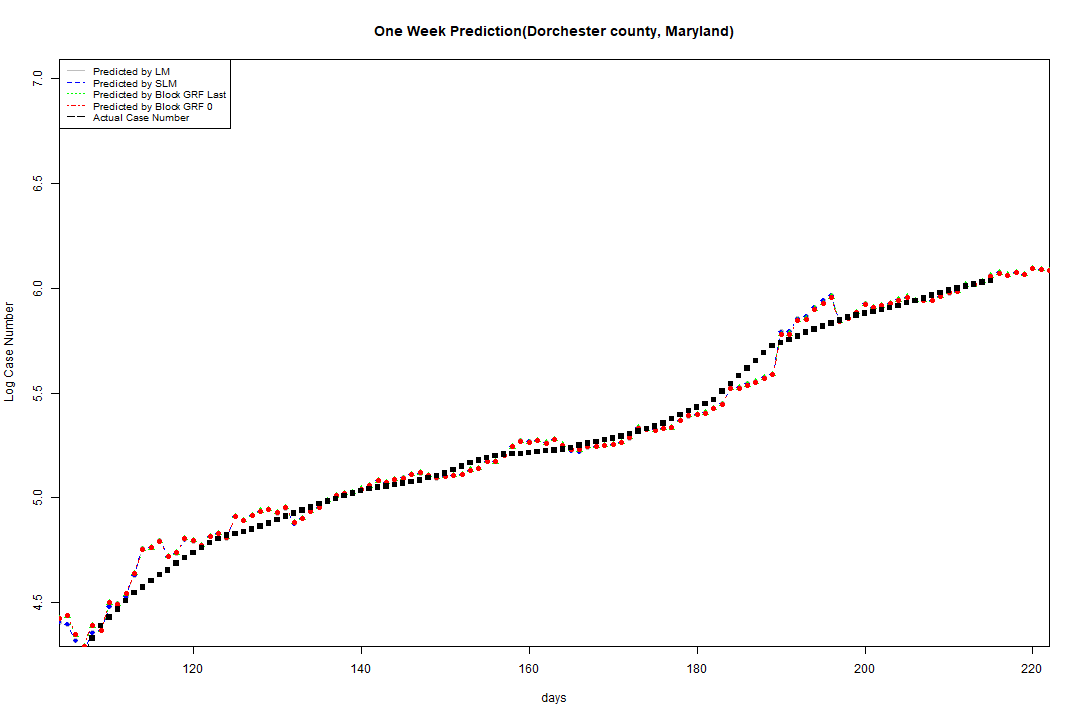 One Week Prediction(Dorchester county, Maryland)
Predicted by LM
Predicted by SLM
Predicted by Block GRF Last
Predicted by Block GRF 0
Actual Case Number
7.0
6.5
6.0
5.5
5.0
4.5
Log Case Number
120 140 160 180 200 220
days